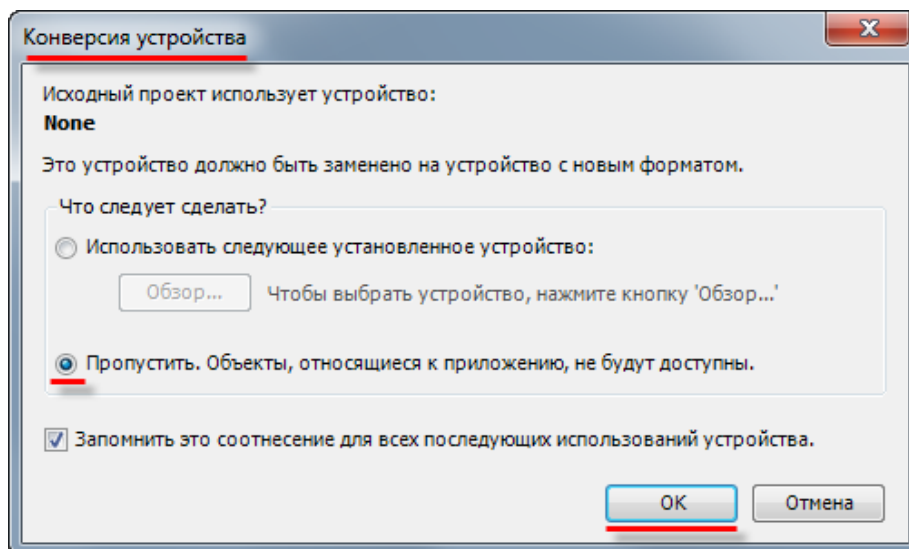 Конверсия устройства
Исходный проект использует устройство:
None
Это устройство должно быть заменено на устройство с новым форматом.
Что следует сделать?
Использовать следующее установленное устройство:
Обзор... Чтобы выбрать устройство, нажмите кнопку 'Обзор...'
Пропустить. Объекты, относящиеся к приложению, не будут доступны.
Запомнить это соотнесение для всех последующих использований устройства.
ОК Отмена